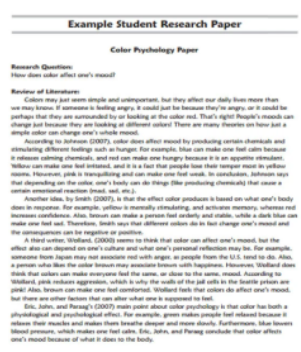 Example Student Research Paper
Color Psychology Paper
Research Question:
How does color affect one's mood?
Review of Literature:
Colors may just seem simple and unimportant, but they affect our daily lives more than
we may know. If someone is feeling angry, it could just be because they're angry, or it could be
perhaps that they are surrounded by or looking at the color red. That's right! People's moods can
change just because they are looking at different colors! There are many theories on how just a
simple color can change one's whole mood.
According to Johnson (2007), color does affect mood by producing certain chemicals and
stimulating different feelings such as hunger. For example, blue can make one feel calm because
it releases calming chemicals, and red can make one hungry because it is an appetite stimulant.
Yellow can make one feel irritated, and it is a fact that people lose their temper most in yellow
rooms. However, pink is tranquilizing and can make one feel weak. In conclusion, Johnson says
that depending on the color, one's body can do things (like producing chemicals) that cause a
certain emotional reaction (mad, sad, etc.).
Another idea, by Smith (2007), is that the effect color produces is based on what one's body
does in response. For example, yellow is mentally stimulating, and activates memory, whereas red
increases confidence. Also, brown can make a person feel orderly and stable, while a dark blue can
make one feel sad. Therefore, Smith says that different colors do in fact change one's mood and
the consequences can be negative or positive.
A third writer, Wollard, (2000) seems to think that color can affect one's mood, but the
effect also can depend on one's culture and what one's personal reflection may be. For example,
someone from Japan may not associate red with anger, as people from the U.S. tend to do. Also,
a person who likes the color brown may associate brown with happiness. However, Wollard does
think that colors can make everyone feel the same, or close to the same, mood. According to
Wollard, pink reduces aggression, which is why the walls of the jail cells in the Seattle prison are
pink! Also, brown can make one feel comforted. Wollard feels that colors do affect one's mood,
but there are other factors that can alter what one is supposed to feel.
Eric, John, and Paraag's (2007) main point about color psychology is that color has both a
physiological and psychological effect. For example, green makes people feel relaxed because it
relaxes their muscles and makes them breathe deeper and more slowly. Furthermore, blue lowers
blood pressure, which makes one feel calm. Eric, John, and Paraag conclude that color affects
one's mood because of what it does to the body.